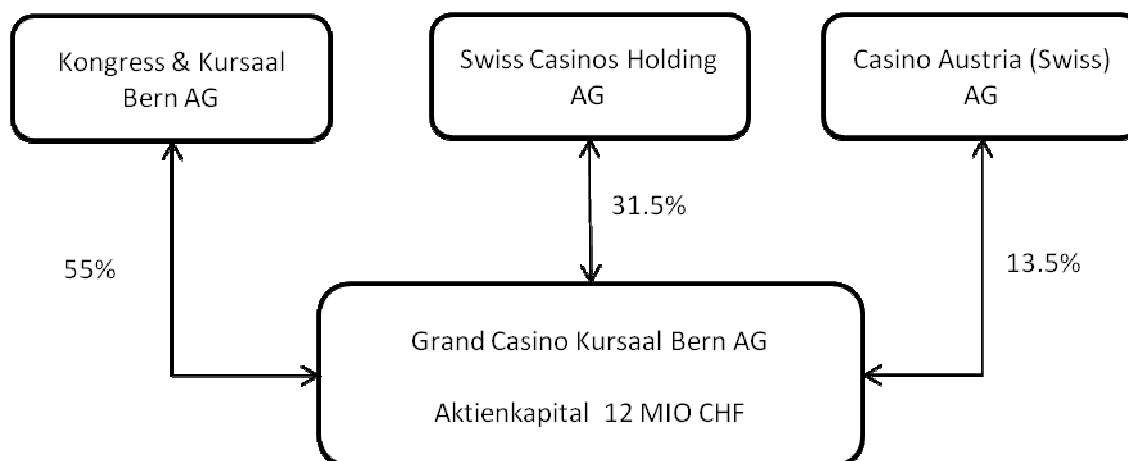 Kongress & Kursaal
Bern AG
Swiss Casinos Holding
AG
Casino Austria (Swiss)
AG
55%
31.5%
13.5%
Grand Casino Kursaal Bern AG
Aktienkapital 12 MIO CHF